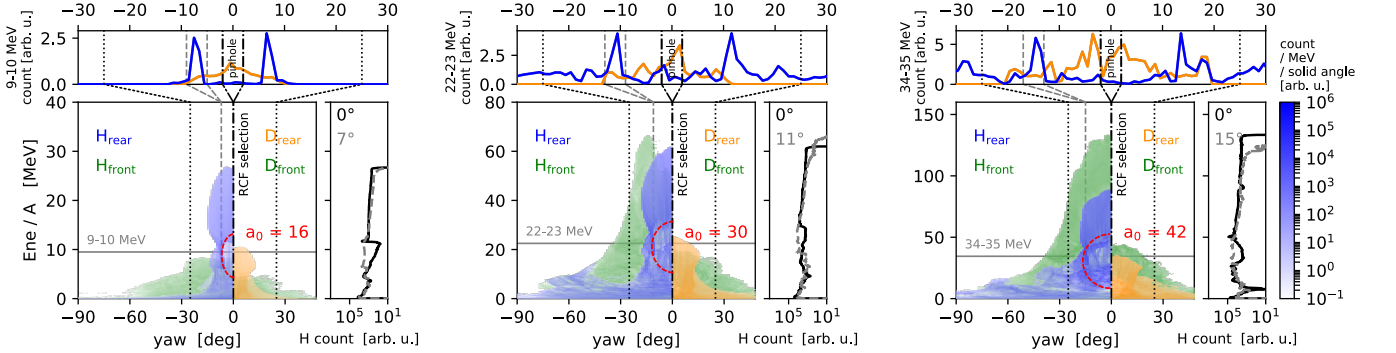 −30 −20 −10 0 10 20 30
9-10 MeV
count [arb. u.]
2.5
0.0
pinhole
40
30
20
10
0
Ene / A [MeV]
H_rear
D_rear
H_front
D_front
RCF selection
a_0 = 16
9-10 MeV
−90 −60 −30 0 30
yaw [deg]
0°
7°
10^5 10^1
H count [arb. u.]
−30 −20 −10 0 10 20 30
22-23 MeV
count [arb. u.]
2.5
0.0
pinhole
80
60
40
20
0
H_rear
D_rear
H_front
D_front
RCF selection
a_0 = 30
22-23 MeV
−90 −60 −30 0 30
yaw [deg]
0°
11°
10^5 10^1
H count [arb. u.]
−30 −20 −10 0 10 20 30
34-35 MeV
count [arb. u.]
5
0
pinhole
150
100
50
0
H_rear
D_rear
H_front
D_front
RCF selection
a_0 = 42
34-35 MeV
−90 −60 −30 0 30
yaw [deg]
0°
15°
10^5 10^1
H count [arb. u.]
count
/ MeV
/ solid angle
[arb. u.]
10^6
10^5
10^4
10^3
10^2
10^1
10^0
10^−1